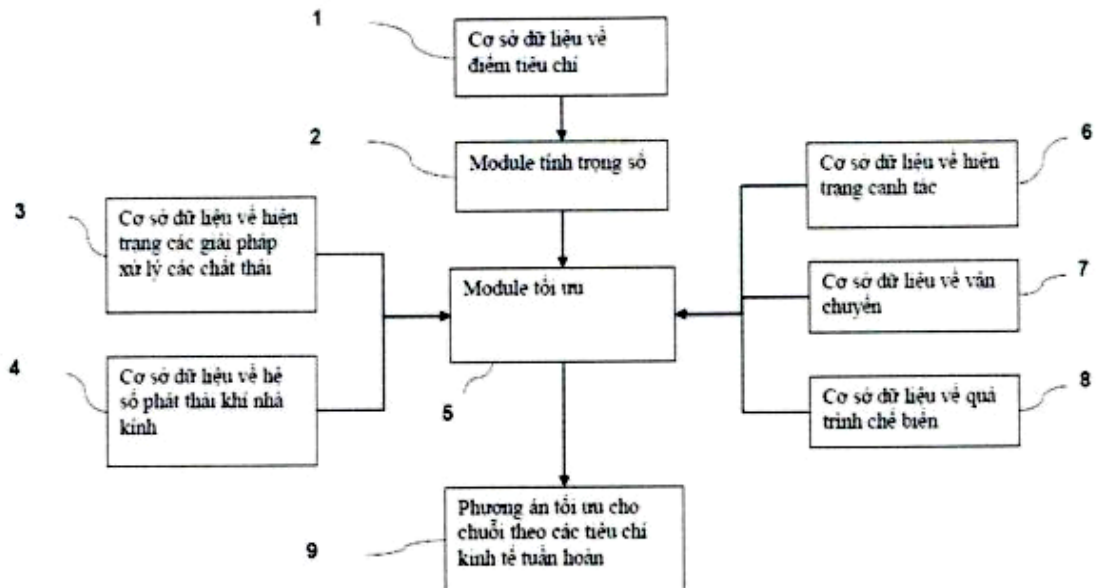 1
Cơ sở dữ liệu về
điểm tiêu chí
2
Module tính trọng số
3
Cơ sở dữ liệu về hiện
trạng các giải pháp
xử lý các chất thải
4
Cơ sở dữ liệu về hệ
số phát thải khí nhà
kính
Module tối ưu
5
6
Cơ sở dữ liệu về hiện
trạng canh tác
7
Cơ sở dữ liệu về vận
chuyển
8
Cơ sở dữ liệu về quá
trình chế biến
9
Phương án tối ưu cho
chuỗi theo các tiêu chí
kinh tế tuần hoàn